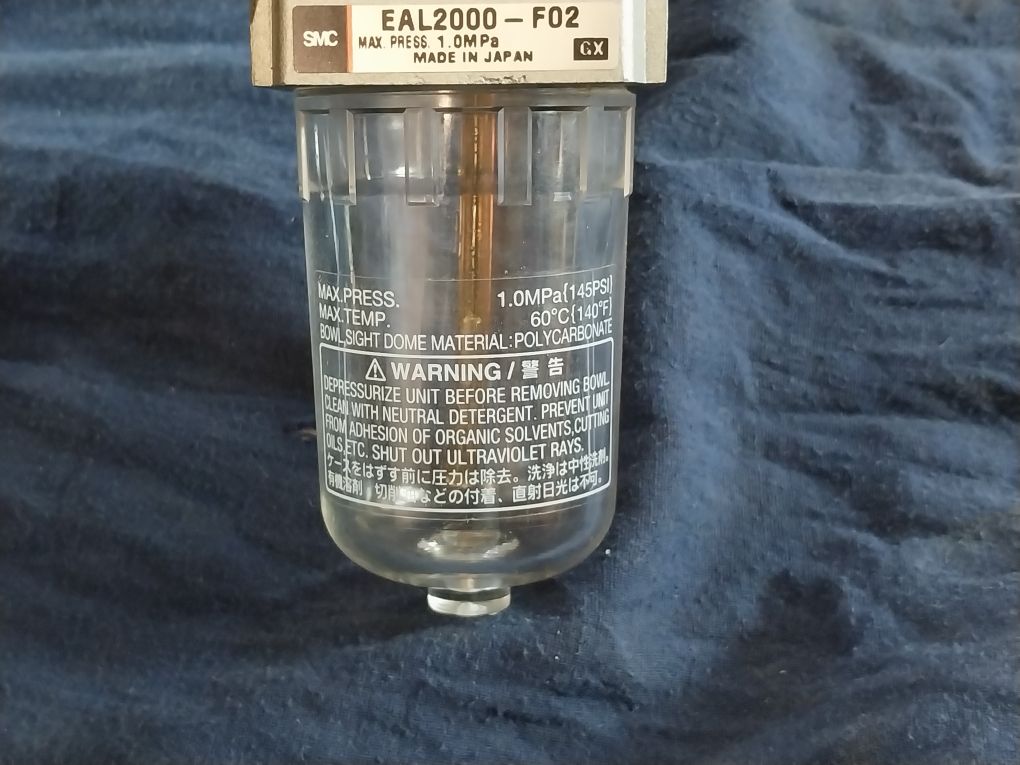 SMC
EAL2000-F02
MAX. PRESS. 1.0MPa
MADE IN JAPAN
GX
MAX.PRESS. 1.0MPa{145PSI}
MAX.TEMP. 60°C{140°F}
BOWL,SIGHT DOME MATERIAL:POLYCARBONATE
⚠ WARNING / 警告
DEPRESSURIZE UNIT BEFORE REMOVING BOWL
CLEAN WITH NEUTRAL DETERGENT. PREVENT UNIT
FROM ADHESION OF ORGANIC SOLVENTS,CUTTING
OILS,ETC. SHUT OUT ULTRAVIOLET RAYS.
ケースをはずす前に圧力は除去。洗浄は中性洗剤。
有機溶剤、切削油などの付着、直射日光は不可。